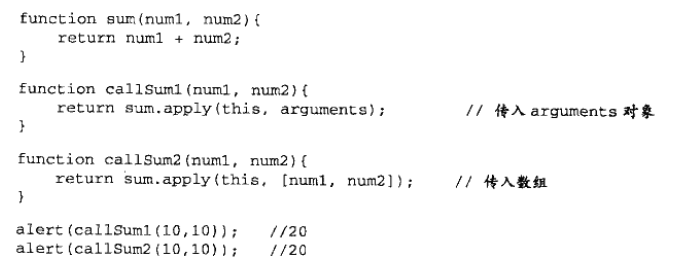 function sum(num1, num2){
    return num1 + num2;
}
function callSum1(num1, num2){
    return sum.apply(this, arguments);        // 传入 arguments 对象
}
function callSum2(num1, num2){
    return sum.apply(this, [num1, num2]);    // 传入数组
}
alert(callSum1(10,10));   //20
alert(callSum2(10,10));   //20